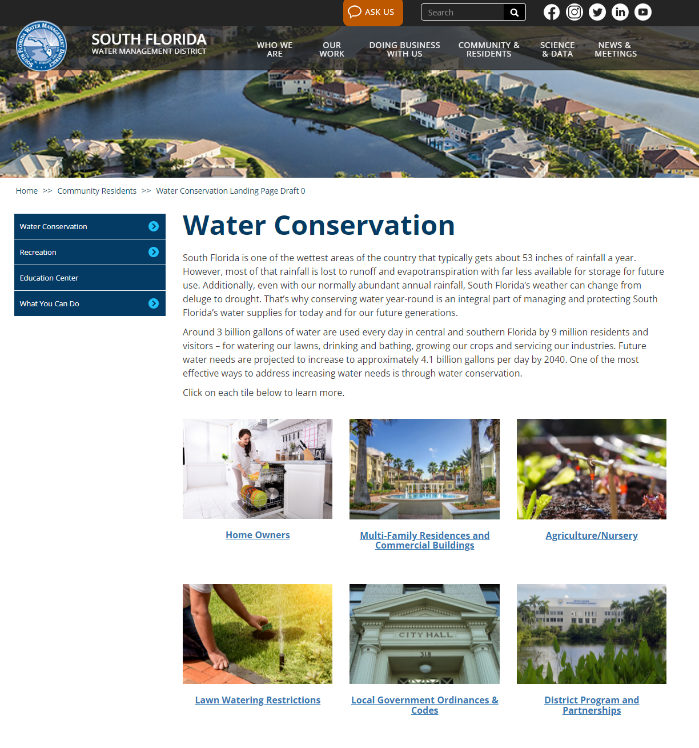 ASK US
Search
SOUTH FLORIDA
WATER MANAGEMENT DISTRICT
WHO WE
ARE
OUR
WORK
DOING BUSINESS
WITH US
COMMUNITY &
RESIDENTS
SCIENCE
& DATA
NEWS &
MEETINGS
Home >> Community Residents >> Water Conservation Landing Page Draft 0
Water Conservation
Recreation
Education Center
What You Can Do
Water Conservation
South Florida is one of the wettest areas of the country that typically gets about 53 inches of rainfall a year.
However, most of that rainfall is lost to runoff and evapotranspiration with far less available for storage for future
use. Additionally, even with our normally abundant annual rainfall, South Florida's weather can change from
deluge to drought. That's why conserving water year-round is an integral part of managing and protecting South
Florida's water supplies for today and for our future generations.
Around 3 billion gallons of water are used every day in central and southern Florida by 9 million residents and
visitors – for watering our lawns, drinking and bathing, growing our crops and servicing our industries. Future
water needs are projected to increase to approximately 4.1 billion gallons per day by 2040. One of the most
effective ways to address increasing water needs is through water conservation.
Click on each tile below to learn more.
Home Owners
Multi-Family Residences and
Commercial Buildings
Agriculture/Nursery
CITY HALL
318
Lawn Watering Restrictions
Local Government Ordinances &
Codes
District Program and
Partnerships